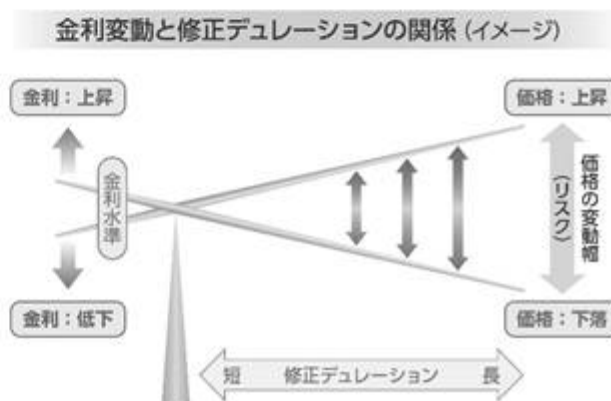 金利変動と修正デュレーションの関係(イメージ)
金利:上昇
価格:上昇
金利水準
価格の変動幅
(リスク)
金利:低下
価格:下落
短 修正デュレーション 長